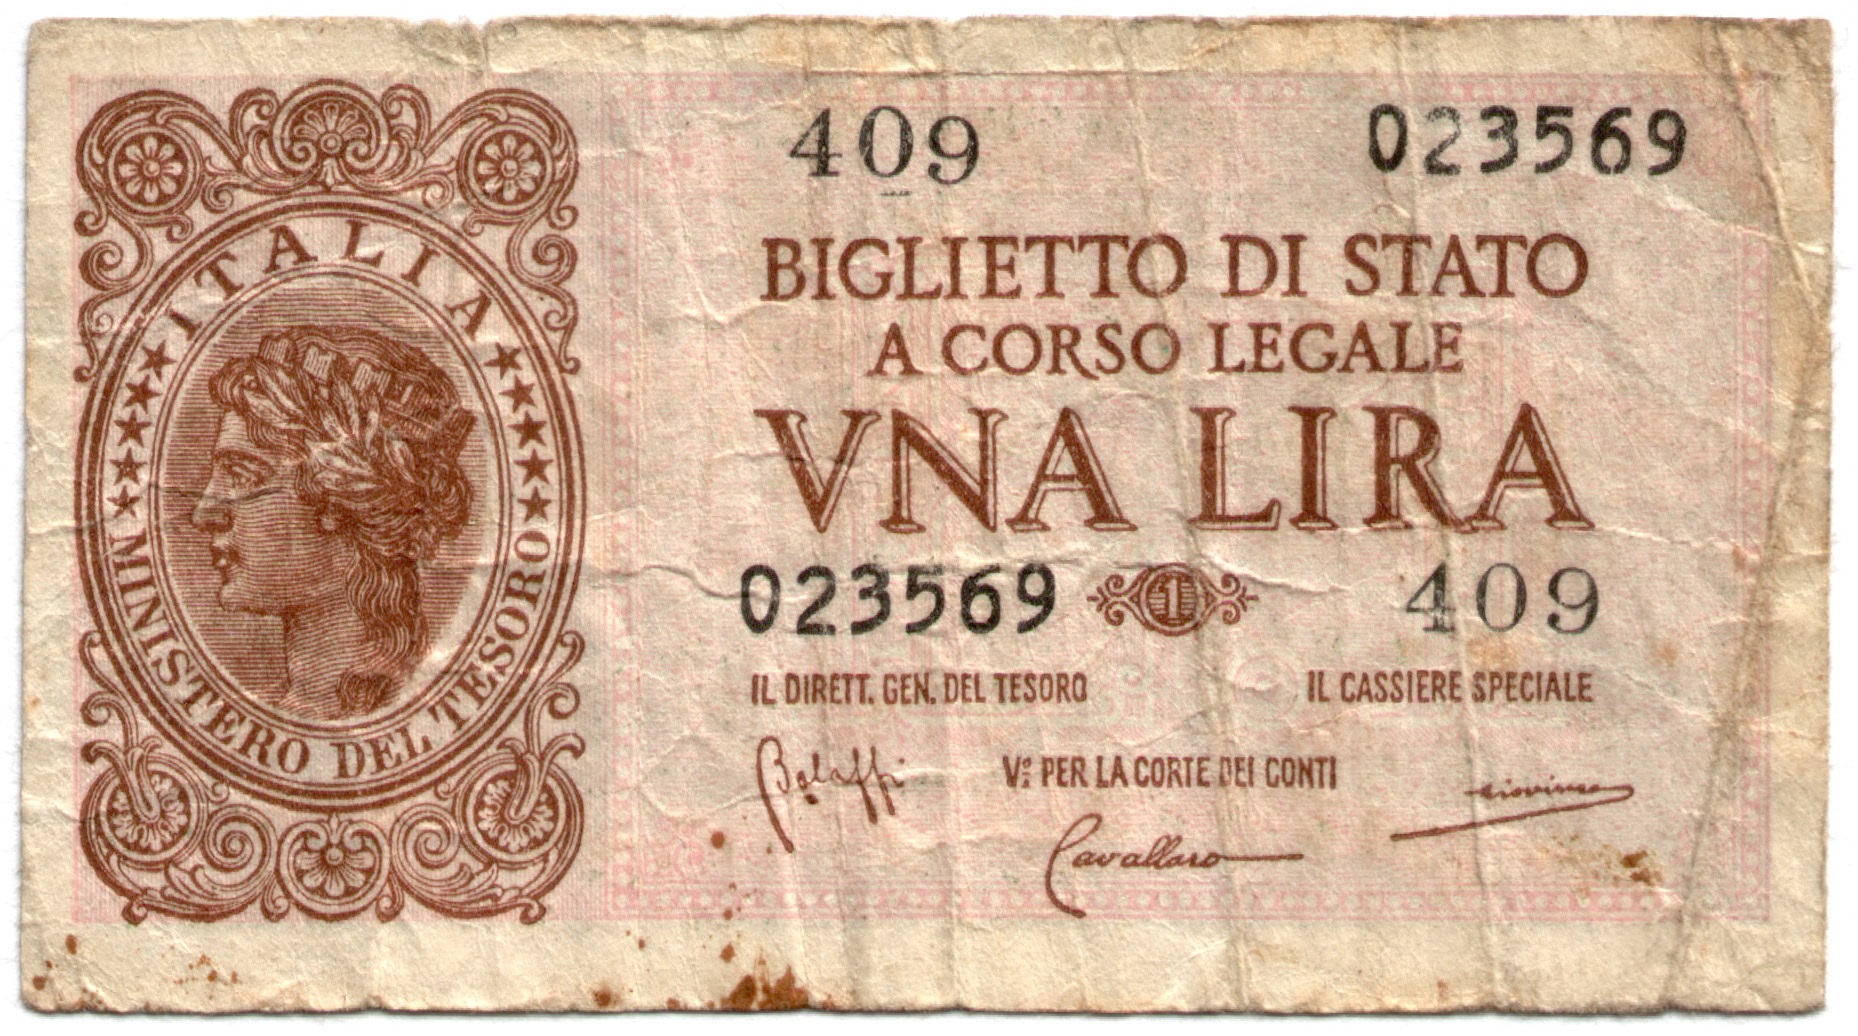 409 023569
BIGLIETTO DI STATO
A CORSO LEGALE
VNA LIRA
023569 1 409
IL DIRETT. GEN. DEL TESORO IL CASSIERE SPECIALE
Bolaffi
V° PER LA CORTE DEI CONTI
Giovinco
Cavallaro
ITALIA
MINISTERO DEL TESORO